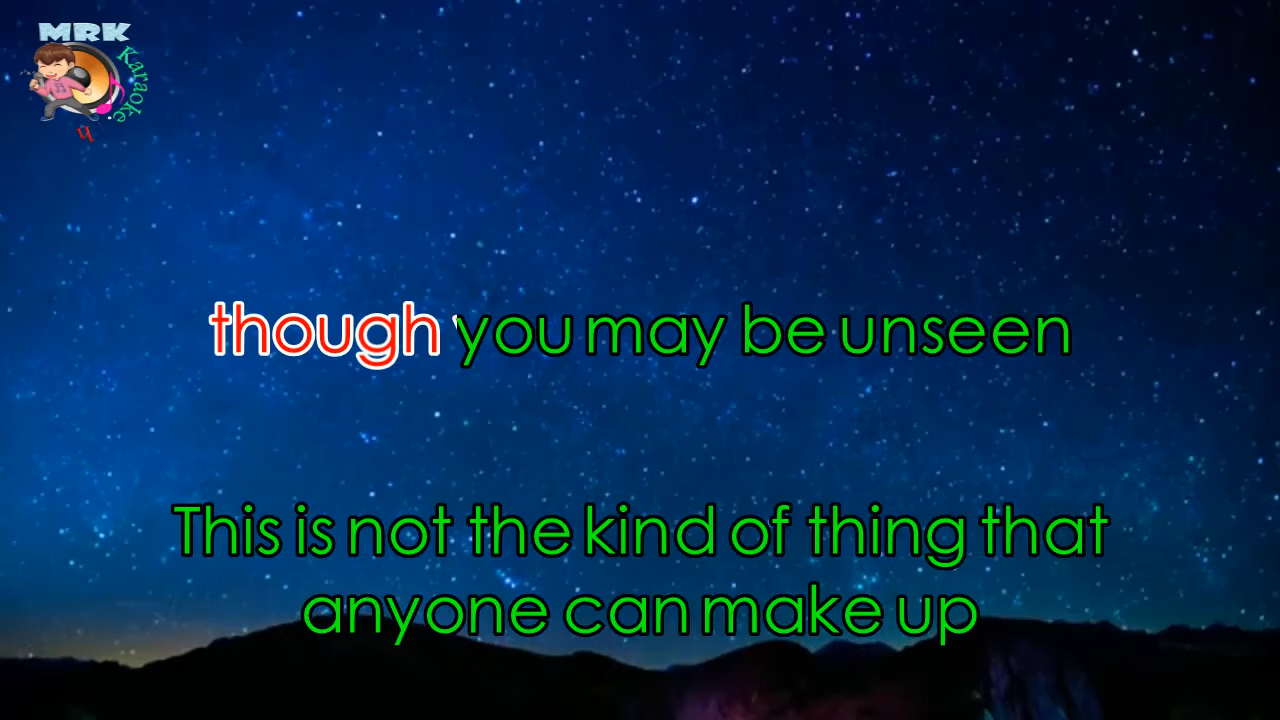 MRK
Karaoke
though you may be unseen
This is not the kind of thing that
anyone can make up